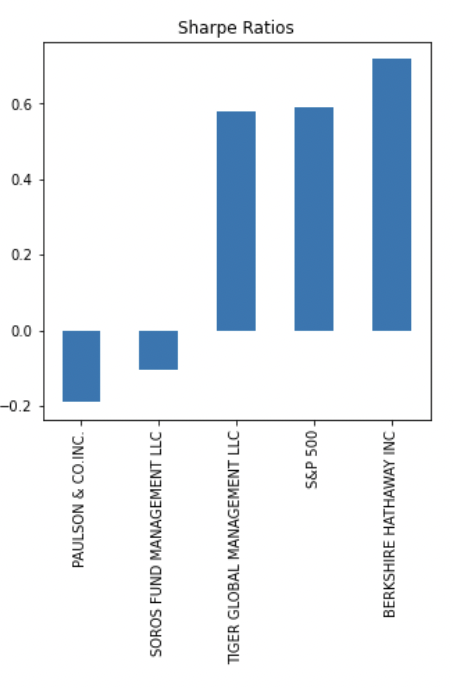 Sharpe Ratios
0.6
0.4
0.2
0.0
−0.2
PAULSON & CO.INC.
SOROS FUND MANAGEMENT LLC
TIGER GLOBAL MANAGEMENT LLC
S&P 500
BERKSHIRE HATHAWAY INC